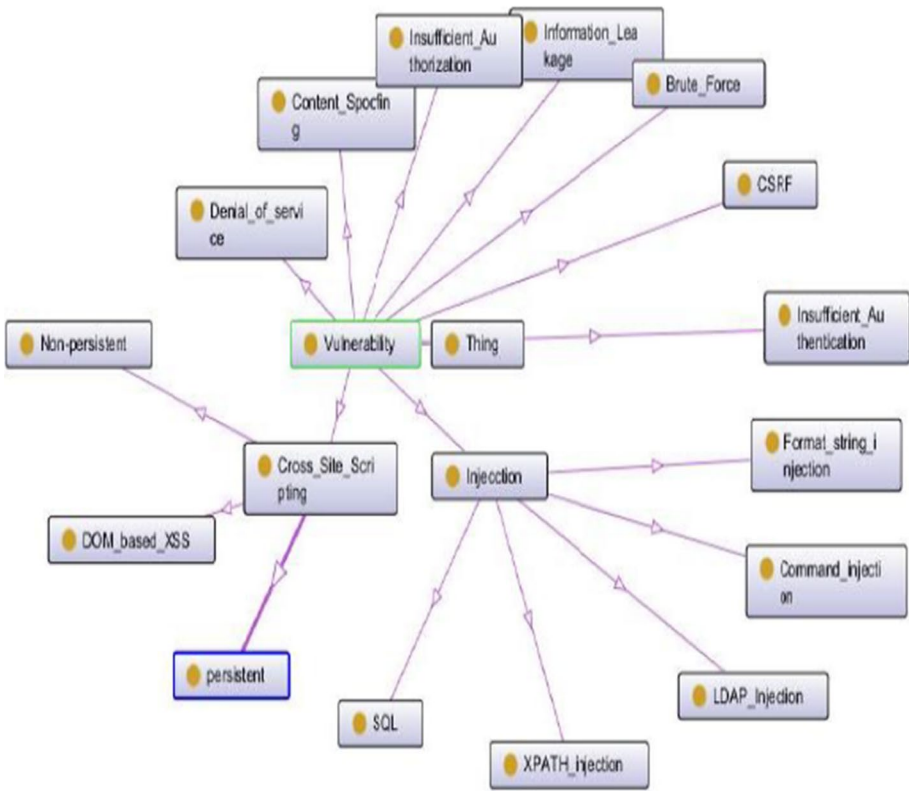 Insufficient_Au
thorization
Information_Lea
kage
Brute_Force
Content_Spocfin
g
CSRF
Denial_of_servi
ce
Insufficient_Au
thentication
Non-persistent
Vulnerability
Thing
Format_string_i
njection
Cross_Site_Scri
pting
Injecction
DOM_based_XSS
Command_injecti
on
persistent
LDAP_Injection
SQL
XPATH_injection